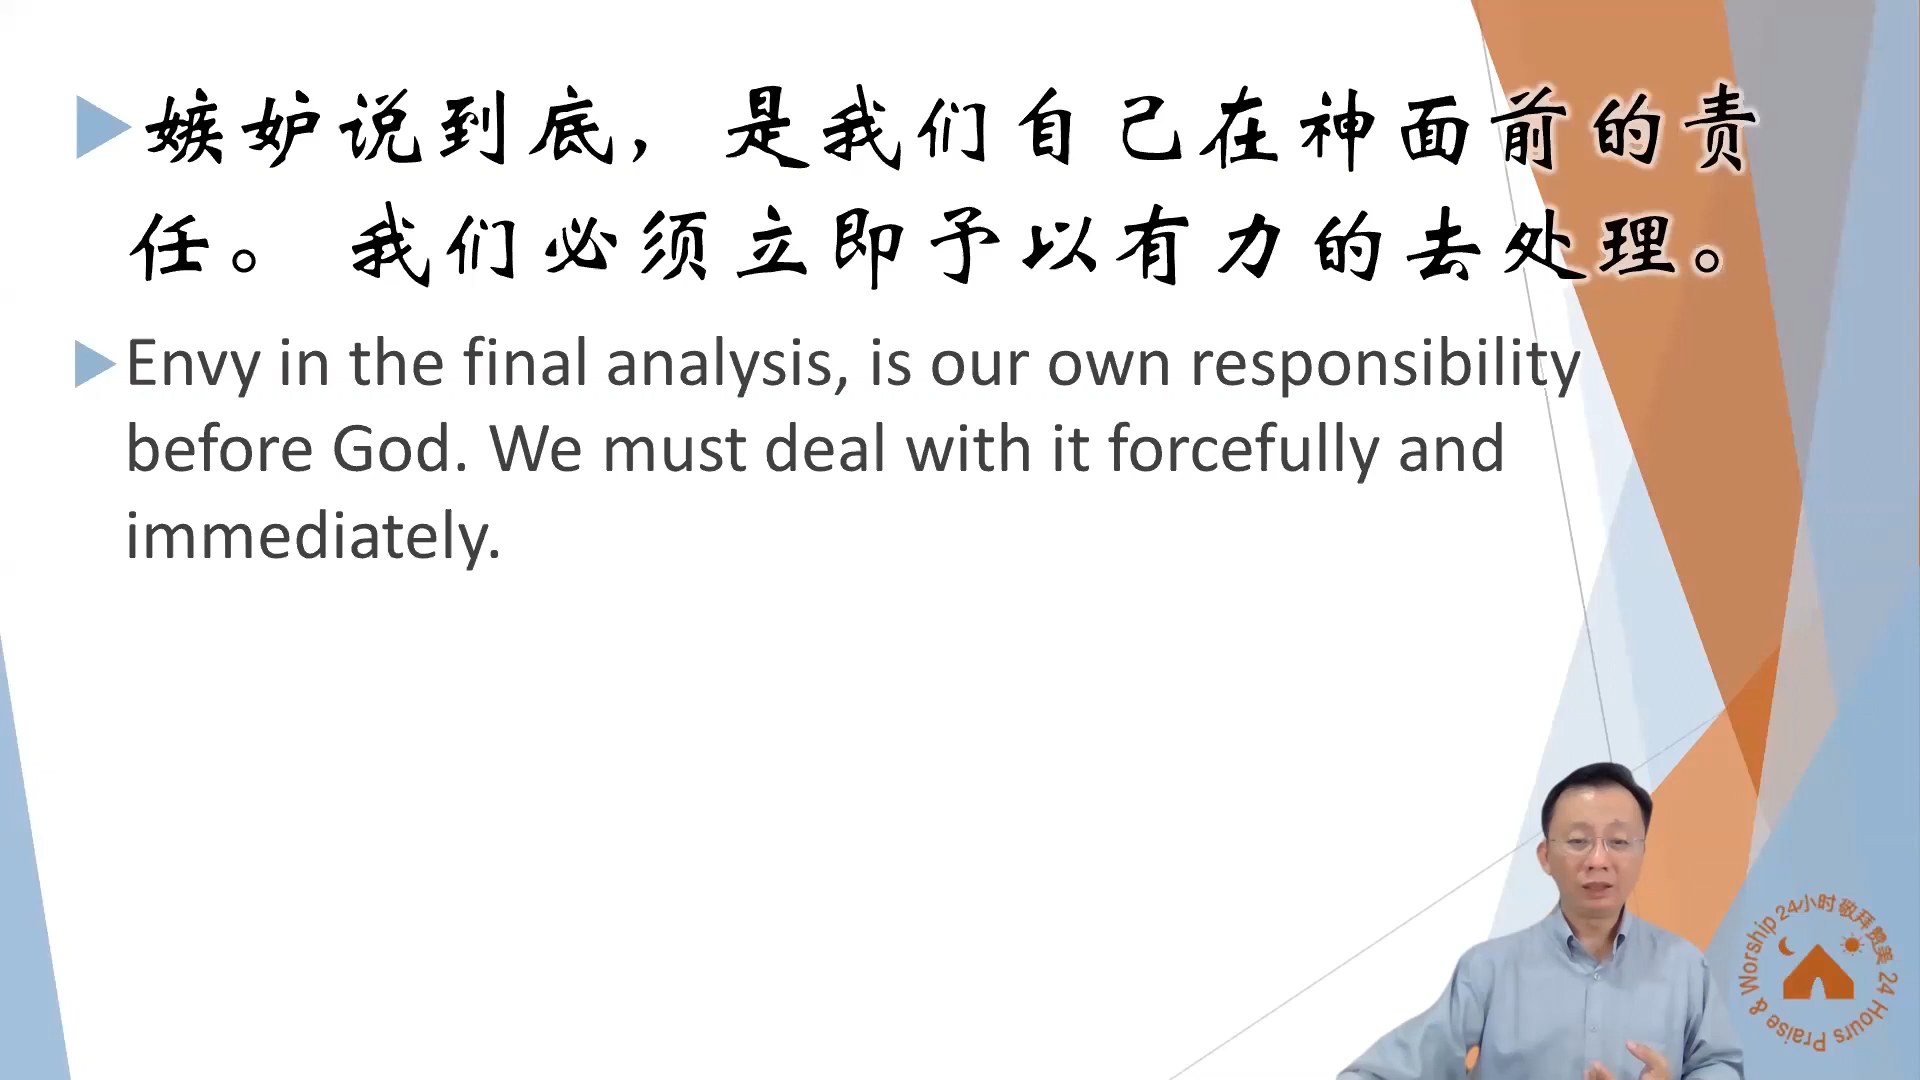 嫉妒说到底，是我们自己在神面前的责
任。 我们必须立即予以有力的去处理。
Envy in the final analysis, is our own responsibility
before God. We must deal with it forcefully and
immediately.
24小时敬拜赞美 24 Hours Praise & Worship